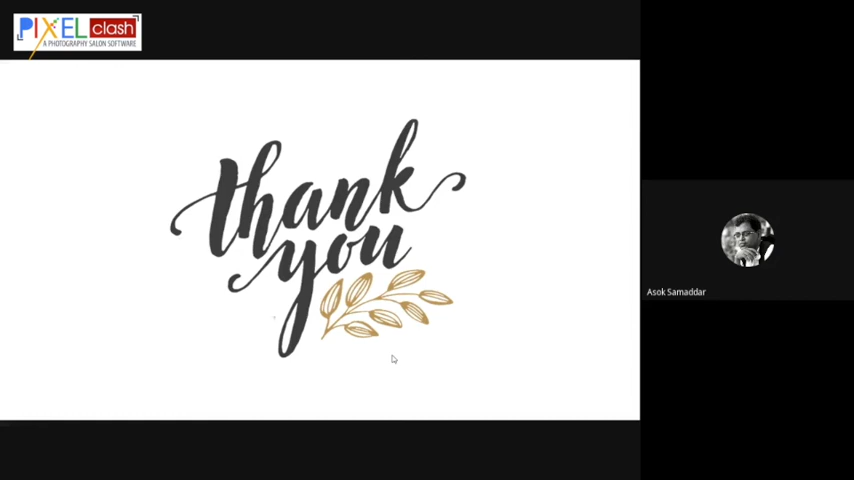 PIXEL clash
A PHOTOGRAPHY SALON SOFTWARE
thank
you
Asok Samaddar